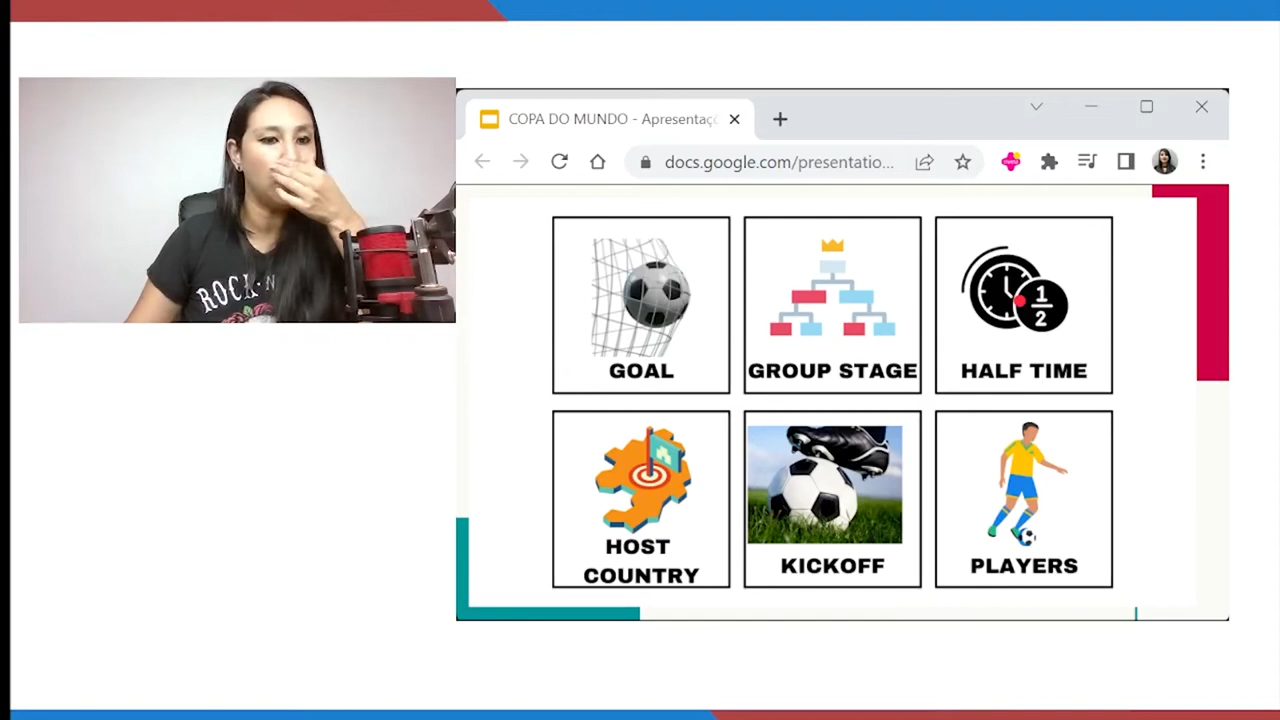 COPA DO MUNDO - Apresentaç
docs.google.com/presentatio...
ROCK N
GOAL
GROUP STAGE
1
2
HALF TIME
HOST
COUNTRY
KICKOFF
PLAYERS